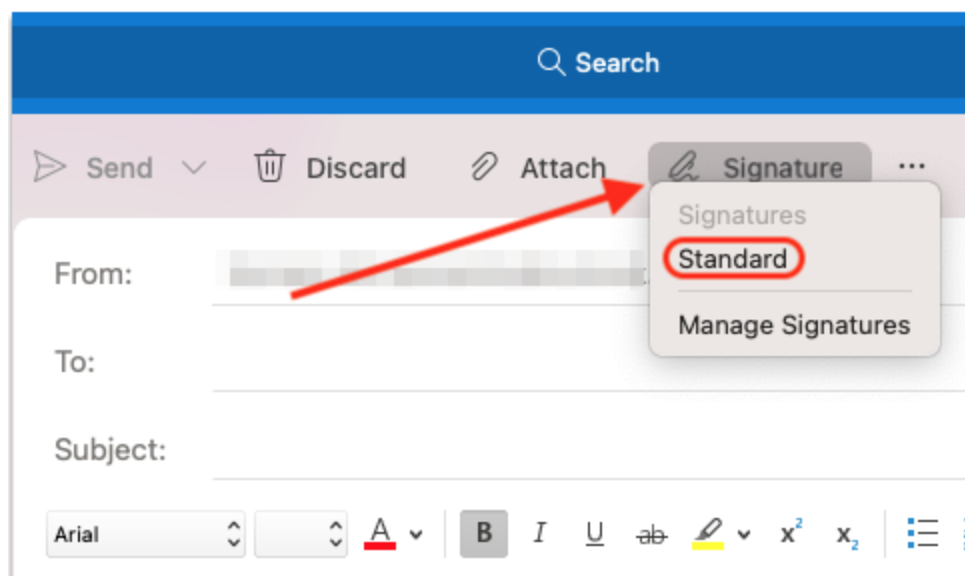 Search
Send Discard Attach Signature ...
Signatures
Standard
Manage Signatures
From:
To:
Subject:
Arial A B I U ab x² x₂